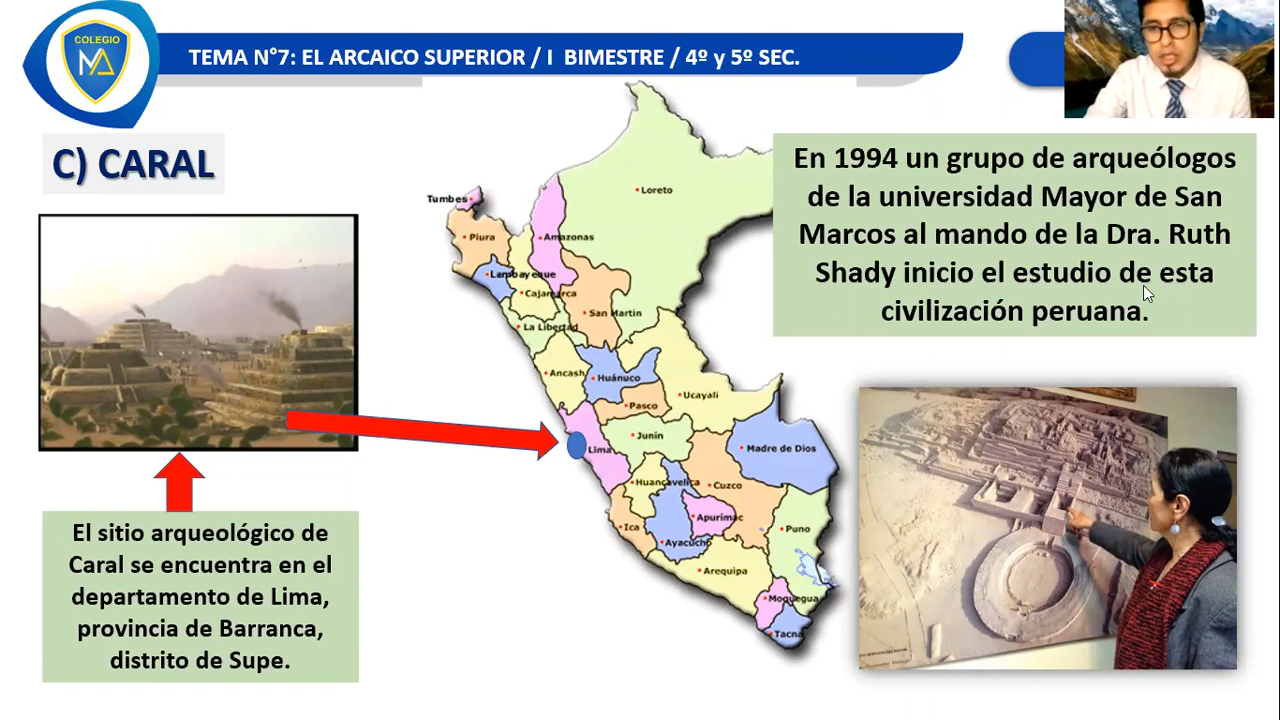 COLEGIO
MA
TEMA N°7: EL ARCAICO SUPERIOR / I BIMESTRE / 4º y 5º SEC.
C) CARAL
En 1994 un grupo de arqueólogos
de la universidad Mayor de San
Marcos al mando de la Dra. Ruth
Shady inicio el estudio de esta
civilización peruana.
Tumbes
Loreto
Piura
Amazonas
Lambayeque
Cajamarca
San Martin
La Libertad
Ancash
Huánuco
Ucayali
Pasco
Junín
Lima
Madre de Dios
Huancavelica
Cuzco
Ica
Apurímac
Ayacucho
Puno
Arequipa
Moquegua
Tacna
El sitio arqueológico de
Caral se encuentra en el
departamento de Lima,
provincia de Barranca,
distrito de Supe.